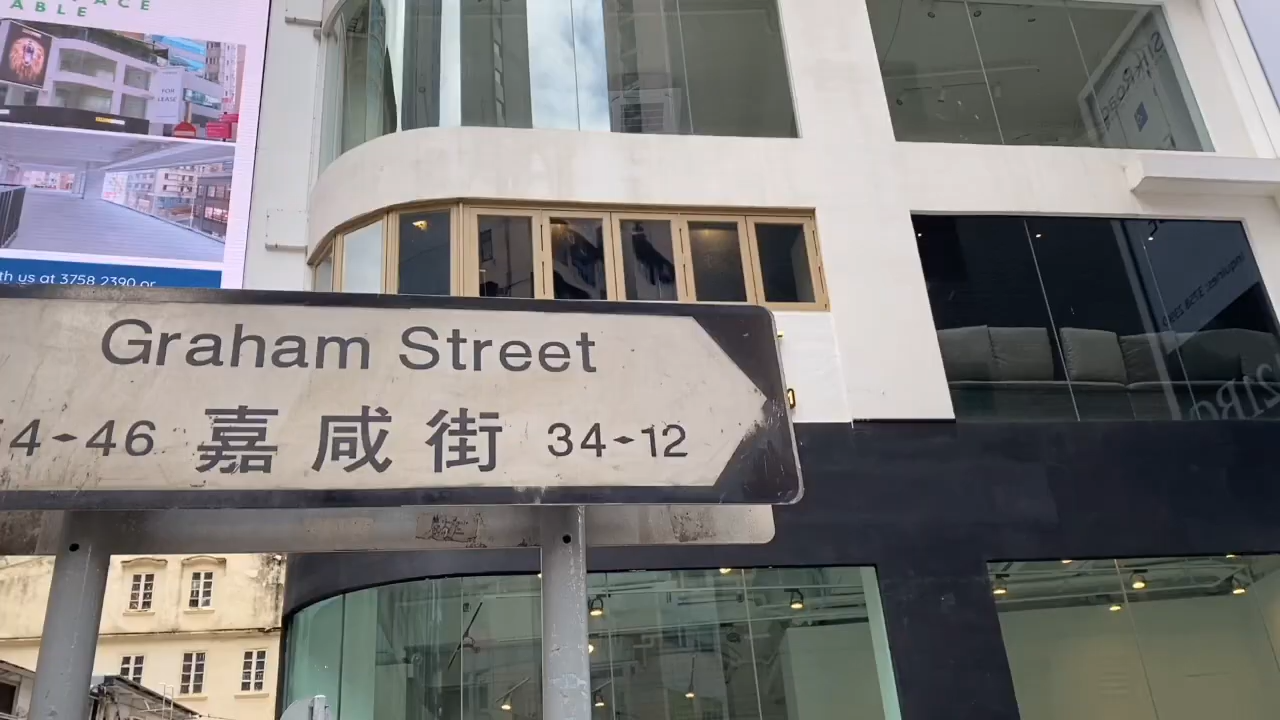 ABLE
FOR
LEASE
th us at 3758 2390 or
Graham Street
4-46 嘉咸街 34-12